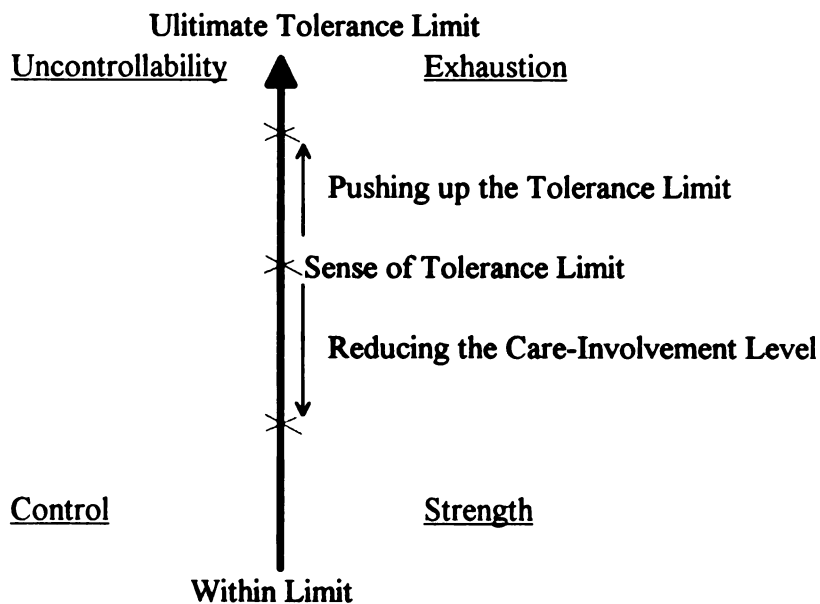 Ulitimate Tolerance Limit
Uncontrollability Exhaustion
Pushing up the Tolerance Limit
Sense of Tolerance Limit
Reducing the Care-Involvement Level
Control Strength
Within Limit